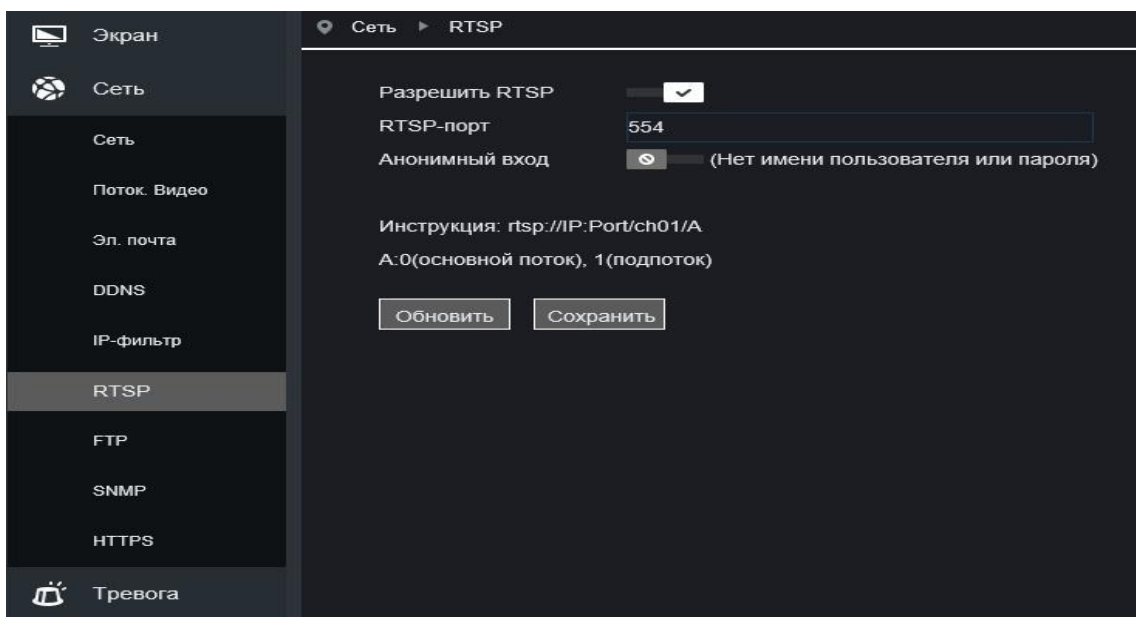 Экран
Сеть
Сеть
Поток. Видео
Эл. почта
DDNS
IP-фильтр
RTSP
FTP
SNMP
HTTPS
Тревога
Сеть ▸ RTSP
Разрешить RTSP
RTSP-порт 554
Анонимный вход (Нет имени пользователя или пароля)
Инструкция: rtsp://IP:Port/ch01/A
A:0(основной поток), 1(подпоток)
Обновить Сохранить